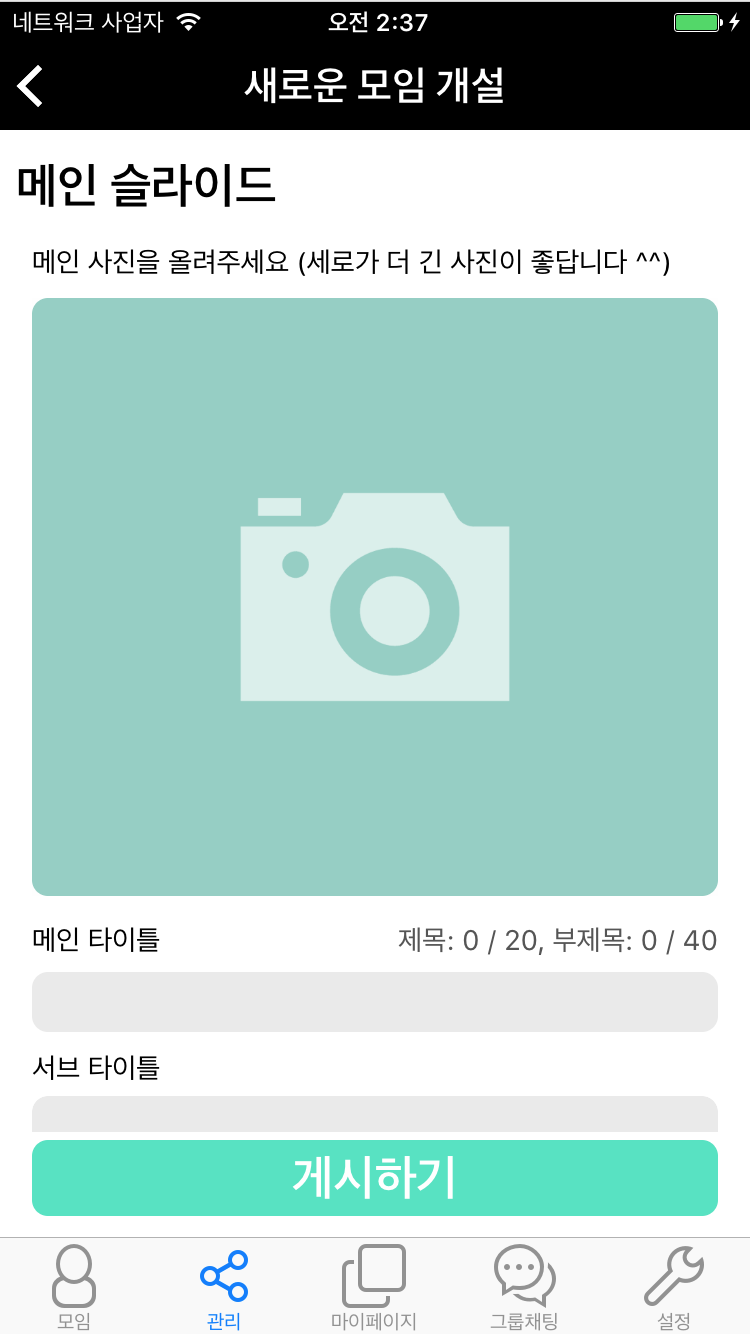 네트워크 사업자 오전 2:37
새로운 모임 개설
메인 슬라이드
메인 사진을 올려주세요 (세로가 더 긴 사진이 좋답니다 ^^)
메인 타이틀 제목: 0 / 20, 부제목: 0 / 40
서브 타이틀
게시하기
모임 관리 마이페이지 그룹채팅 설정